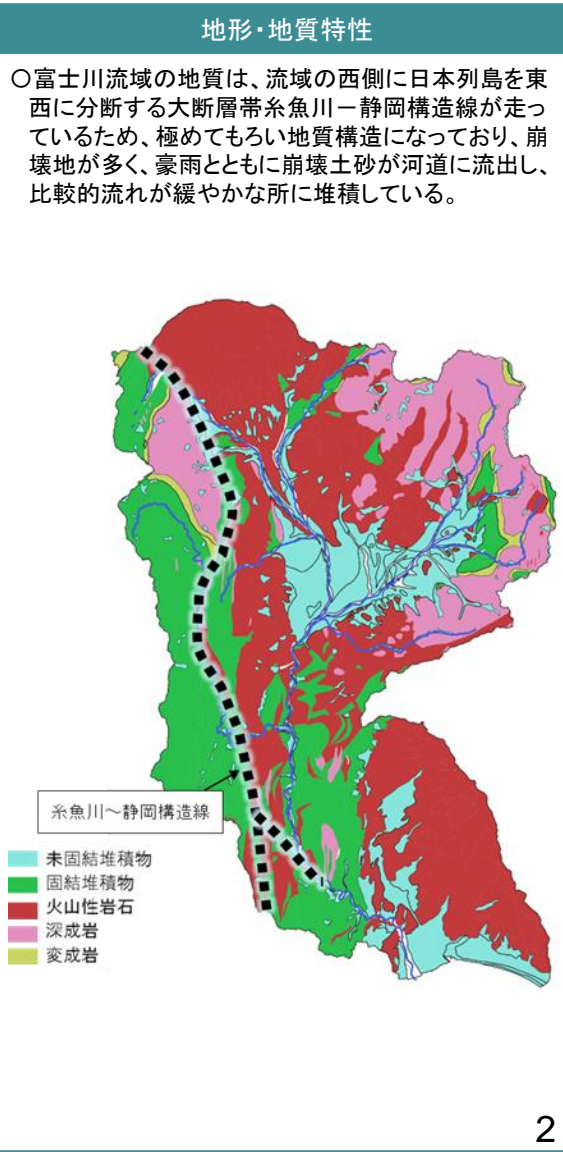 地形・地質特性
○富士川流域の地質は、流域の西側に日本列島を東
西に分断する大断層帯糸魚川－静岡構造線が走っ
ているため、極めてもろい地質構造になっており、崩
壊地が多く、豪雨とともに崩壊土砂が河道に流出し、
比較的流れが緩やかな所に堆積している。
糸魚川～静岡構造線
未固結堆積物
固結堆積物
火山性岩石
深成岩
変成岩
2